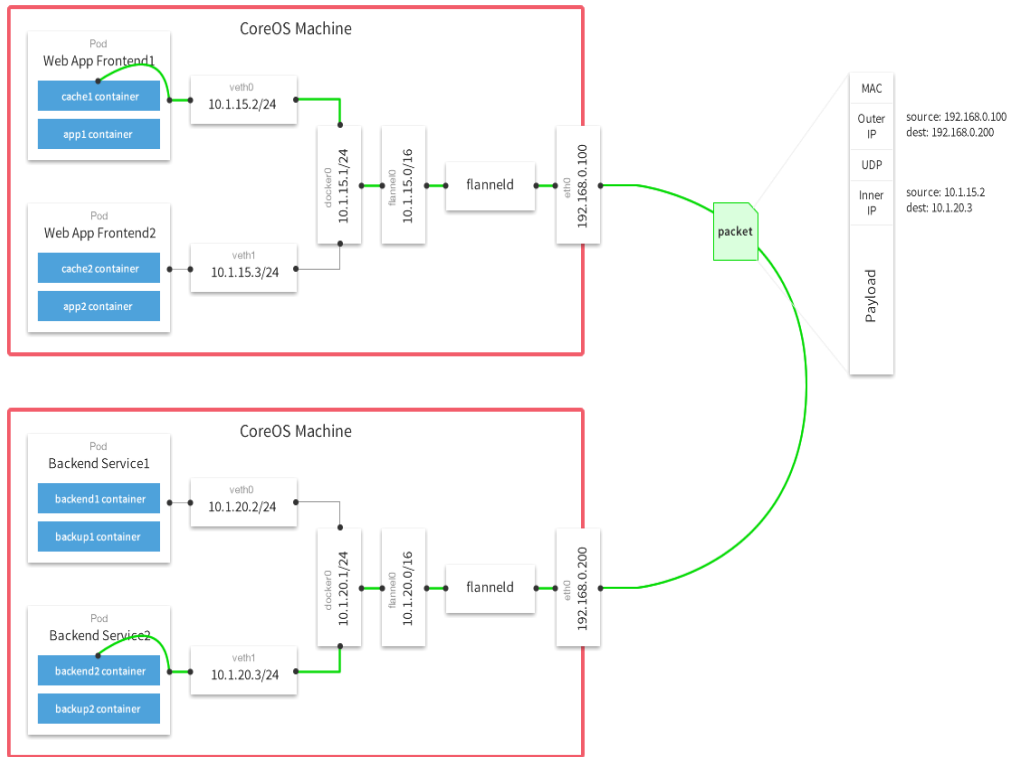 CoreOS Machine
Pod
Web App Frontend1
cache1 container
app1 container
veth0
10.1.15.2/24
Pod
Web App Frontend2
cache2 container
app2 container
veth1
10.1.15.3/24
docker0
10.1.15.1/24
flannel0
10.1.15.0/16
flanneld
eth0
192.168.0.100
packet
MAC
Outer
IP
source: 192.168.0.100
dest: 192.168.0.200
UDP
Inner
IP
source: 10.1.15.2
dest: 10.1.20.3
Payload
CoreOS Machine
Pod
Backend Service1
backend1 container
backup1 container
veth0
10.1.20.2/24
Pod
Backend Service2
backend2 container
backup2 container
veth1
10.1.20.3/24
docker0
10.1.20.1/24
flannel0
10.1.20.0/16
flanneld
eth0
192.168.0.200